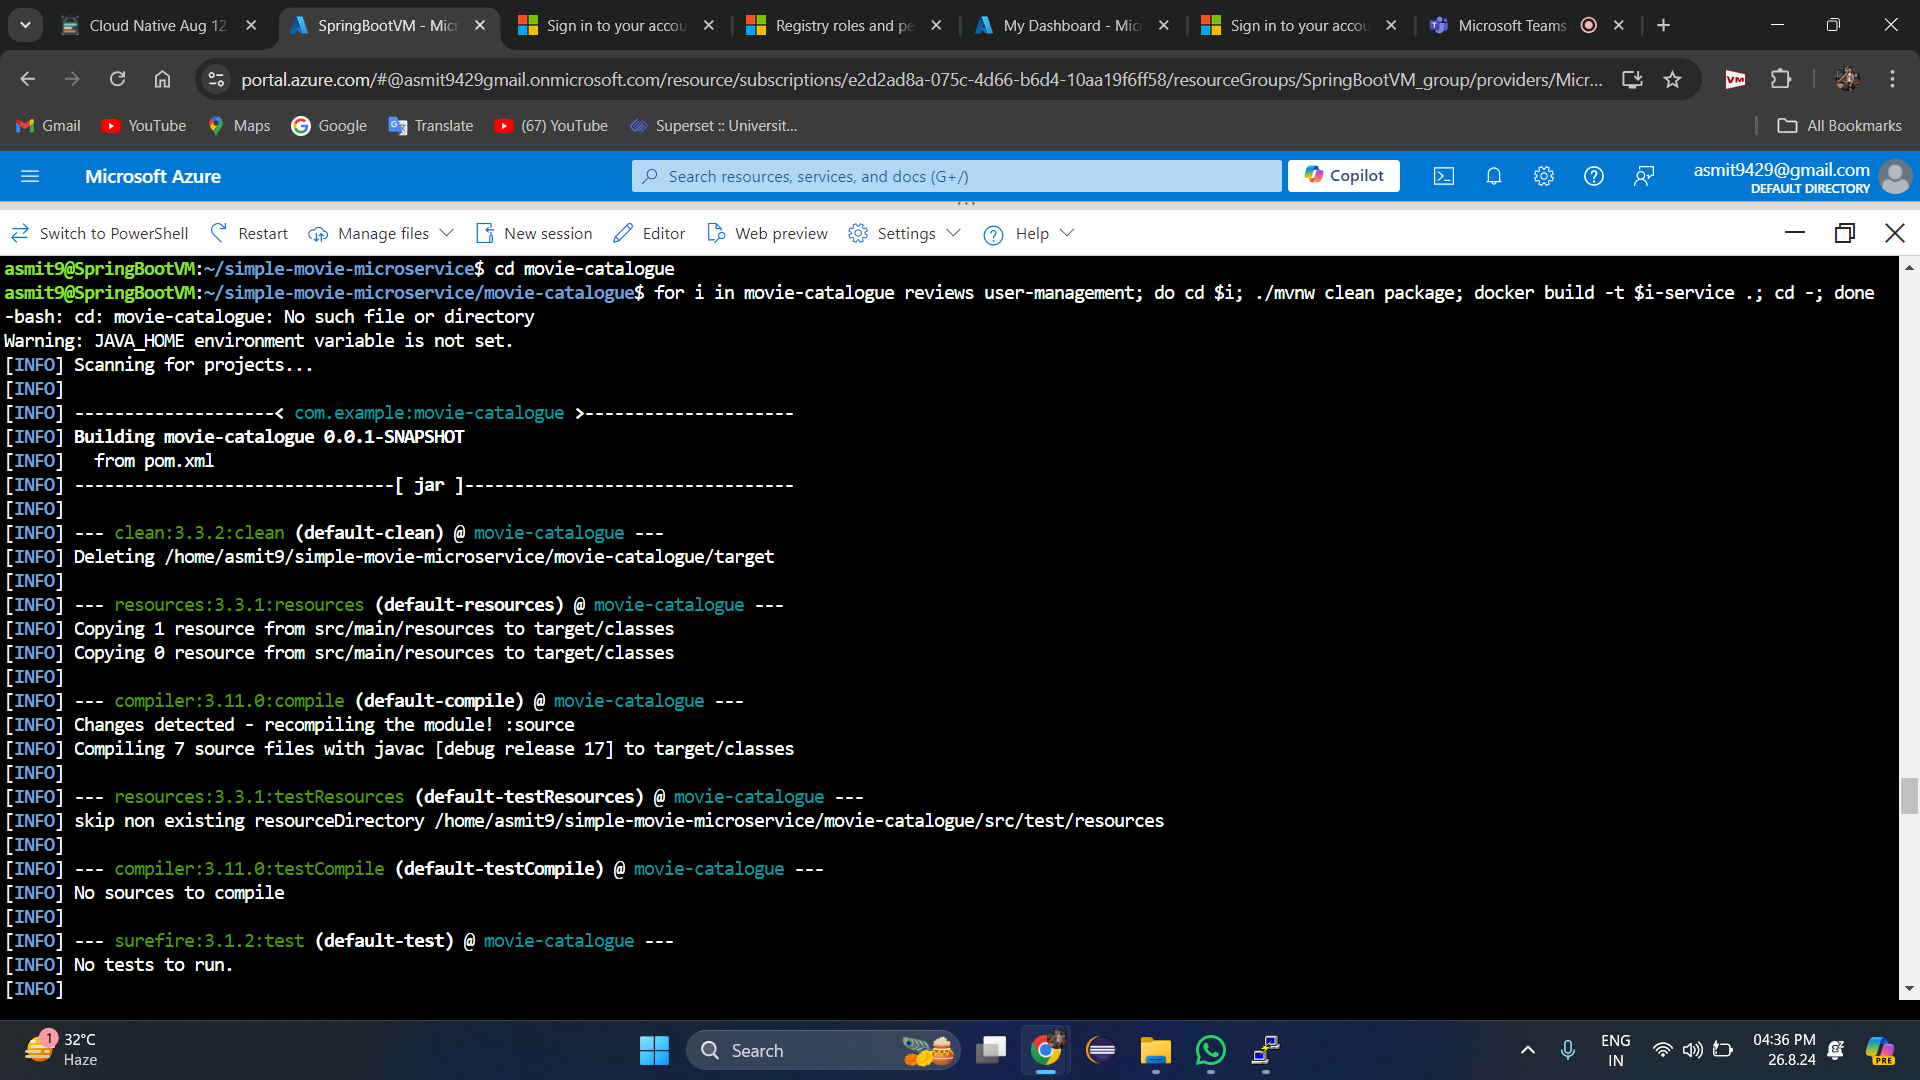 Cloud Native Aug 12
SpringBootVM - Micr
Sign in to your accou
Registry roles and pe
My Dashboard - Mic
Sign in to your accou
Microsoft Teams
portal.azure.com/#@asmit9429gmail.onmicrosoft.com/resource/subscriptions/e2d2ad8a-075c-4d66-b6d4-10aa19f6ff58/resourceGroups/SpringBootVM_group/providers/Micr...
VM
Gmail YouTube Maps Google Translate (67) YouTube Superset :: Universit... All Bookmarks
Microsoft Azure
Search resources, services, and docs (G+/)
Copilot
asmit9429@gmail.com
DEFAULT DIRECTORY
Switch to PowerShell Restart Manage files New session Editor Web preview Settings Help
asmit9@SpringBootVM:~/simple-movie-microservice$ cd movie-catalogue
asmit9@SpringBootVM:~/simple-movie-microservice/movie-catalogue$ for i in movie-catalogue reviews user-management; do cd $i; ./mvnw clean package; docker build -t $i-service .; cd -; done
-bash: cd: movie-catalogue: No such file or directory
Warning: JAVA_HOME environment variable is not set.
[INFO] Scanning for projects...
[INFO]
[INFO] --------------------< com.example:movie-catalogue >---------------------
[INFO] Building movie-catalogue 0.0.1-SNAPSHOT
[INFO]   from pom.xml
[INFO] --------------------------------[ jar ]---------------------------------
[INFO]
[INFO] --- clean:3.3.2:clean (default-clean) @ movie-catalogue ---
[INFO] Deleting /home/asmit9/simple-movie-microservice/movie-catalogue/target
[INFO]
[INFO] --- resources:3.3.1:resources (default-resources) @ movie-catalogue ---
[INFO] Copying 1 resource from src/main/resources to target/classes
[INFO] Copying 0 resource from src/main/resources to target/classes
[INFO]
[INFO] --- compiler:3.11.0:compile (default-compile) @ movie-catalogue ---
[INFO] Changes detected - recompiling the module! :source
[INFO] Compiling 7 source files with javac [debug release 17] to target/classes
[INFO]
[INFO] --- resources:3.3.1:testResources (default-testResources) @ movie-catalogue ---
[INFO] skip non existing resourceDirectory /home/asmit9/simple-movie-microservice/movie-catalogue/src/test/resources
[INFO]
[INFO] --- compiler:3.11.0:testCompile (default-testCompile) @ movie-catalogue ---
[INFO] No sources to compile
[INFO]
[INFO] --- surefire:3.1.2:test (default-test) @ movie-catalogue ---
[INFO] No tests to run.
[INFO]
1
32°C
Haze
Search
ENG
IN
04:36 PM
26.8.24
PRE